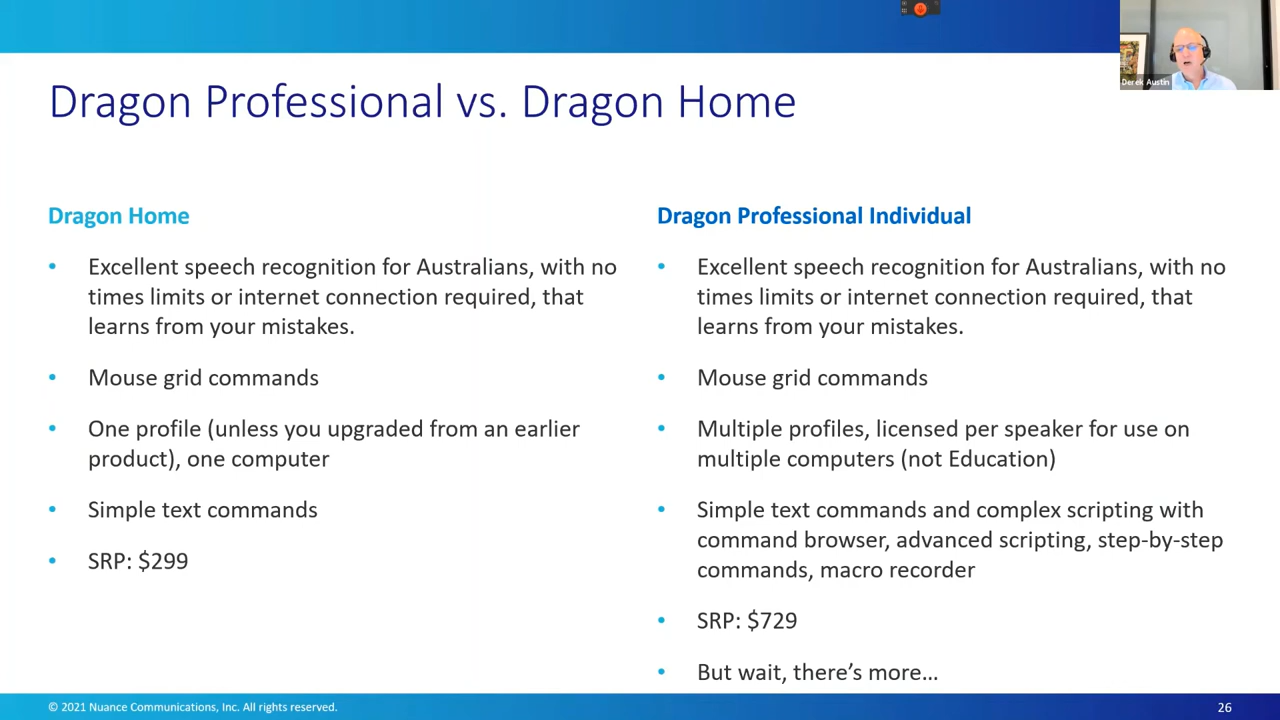 Derek Austin
Dragon Professional vs. Dragon Home
Dragon Home
• Excellent speech recognition for Australians, with no
times limits or internet connection required, that
learns from your mistakes.
• Mouse grid commands
• One profile (unless you upgraded from an earlier
product), one computer
• Simple text commands
• SRP: $299
Dragon Professional Individual
• Excellent speech recognition for Australians, with no
times limits or internet connection required, that
learns from your mistakes.
• Mouse grid commands
• Multiple profiles, licensed per speaker for use on
multiple computers (not Education)
• Simple text commands and complex scripting with
command browser, advanced scripting, step-by-step
commands, macro recorder
• SRP: $729
• But wait, there’s more…
© 2021 Nuance Communications, Inc. All rights reserved.
26